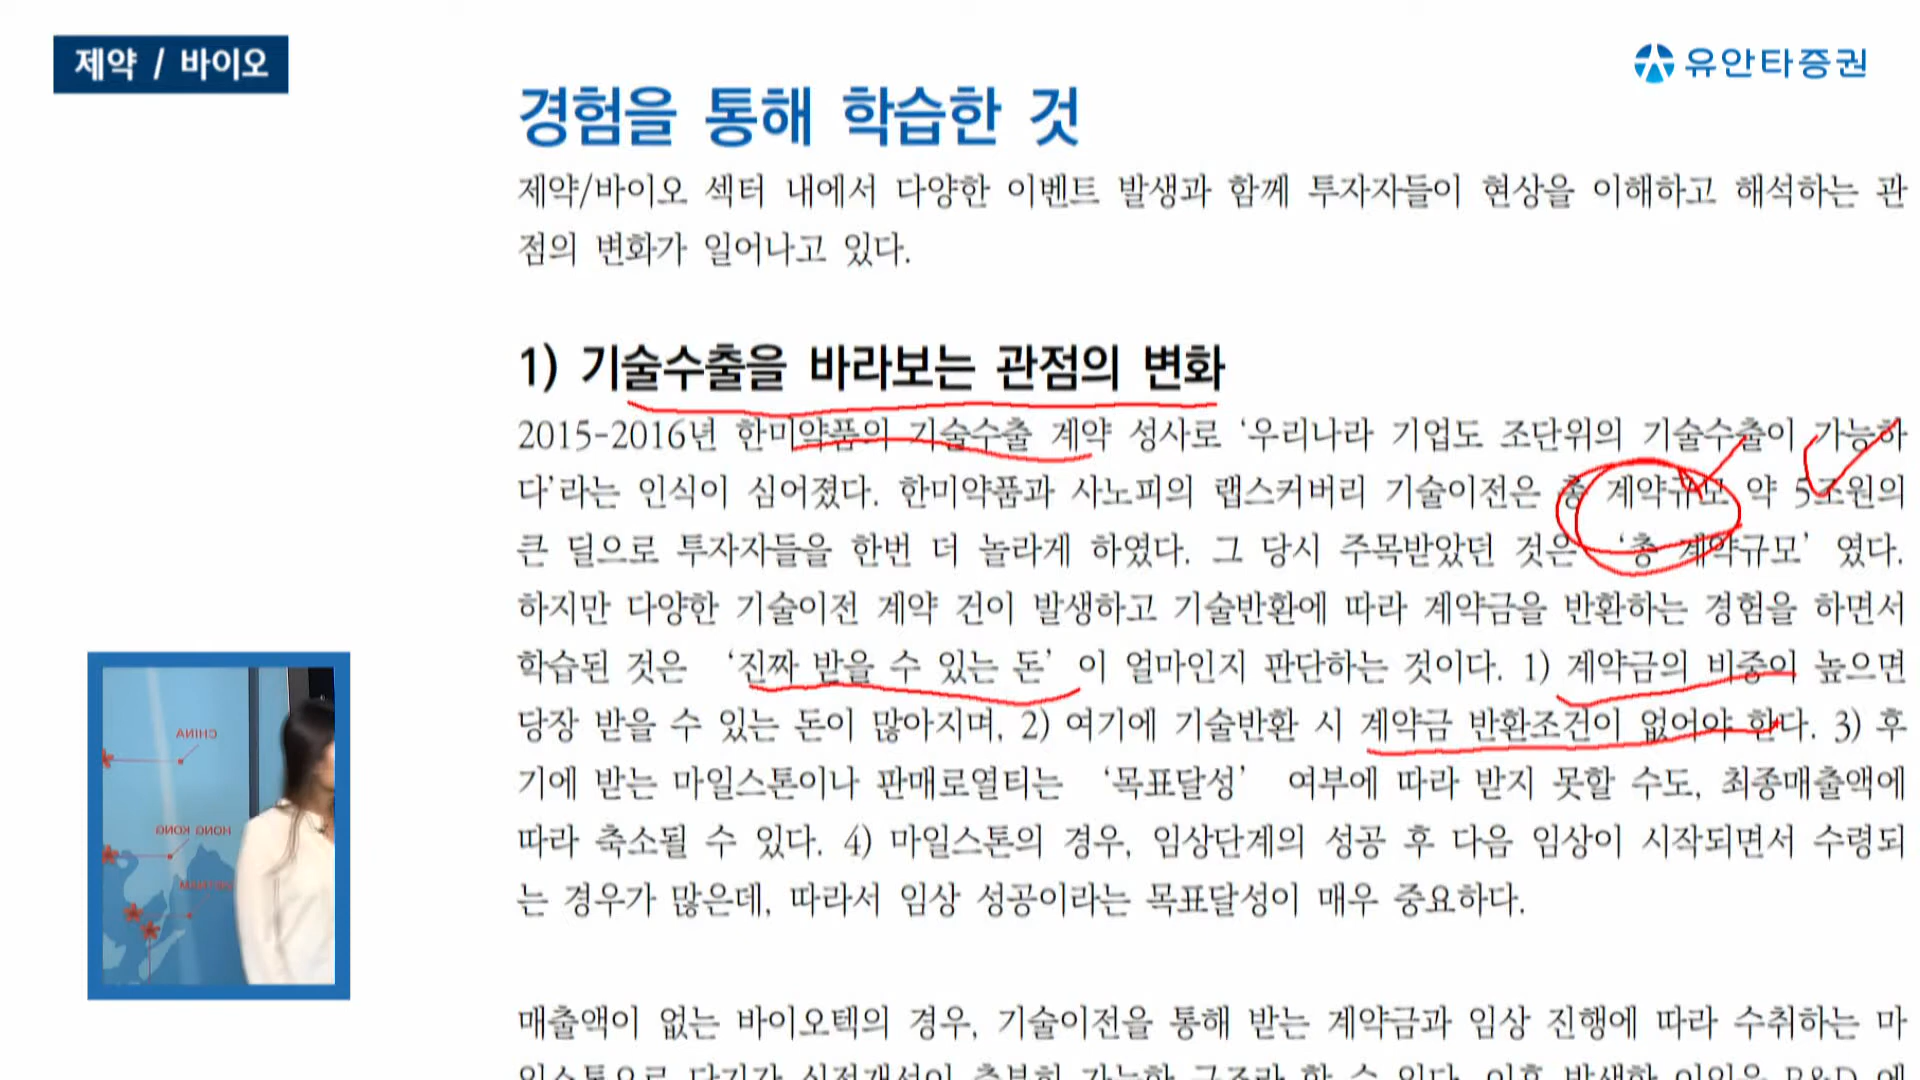 제약 / 바이오
유안타증권
경험을 통해 학습한 것
제약/바이오 섹터 내에서 다양한 이벤트 발생과 함께 투자자들이 현상을 이해하고 해석하는 관
점의 변화가 일어나고 있다.
1) 기술수출을 바라보는 관점의 변화
2015-2016년 한미약품의 기술수출 계약 성사로 ‘우리나라 기업도 조단위의 기술수출이 가능하
다’라는 인식이 심어졌다. 한미약품과 사노피의 랩스커버리 기술이전은 총 계약규모 약 5조원의
큰 딜으로 투자자들을 한번 더 놀라게 하였다. 그 당시 주목받았던 것은 ‘총 계약규모’ 였다.
하지만 다양한 기술이전 계약 건이 발생하고 기술반환에 따라 계약금을 반환하는 경험을 하면서
학습된 것은 ‘진짜 받을 수 있는 돈’ 이 얼마인지 판단하는 것이다. 1) 계약금의 비중이 높으면
당장 받을 수 있는 돈이 많아지며, 2) 여기에 기술반환 시 계약금 반환조건이 없어야 한다. 3) 후
기에 받는 마일스톤이나 판매로열티는 ‘목표달성’ 여부에 따라 받지 못할 수도, 최종매출액에
따라 축소될 수 있다. 4) 마일스톤의 경우, 임상단계의 성공 후 다음 임상이 시작되면서 수령되
는 경우가 많은데, 따라서 임상 성공이라는 목표달성이 매우 중요하다.
CHINA
HONG KONG
매출액이 없는 바이오텍의 경우, 기술이전을 통해 받는 계약금과 임상 진행에 따라 수취하는 마